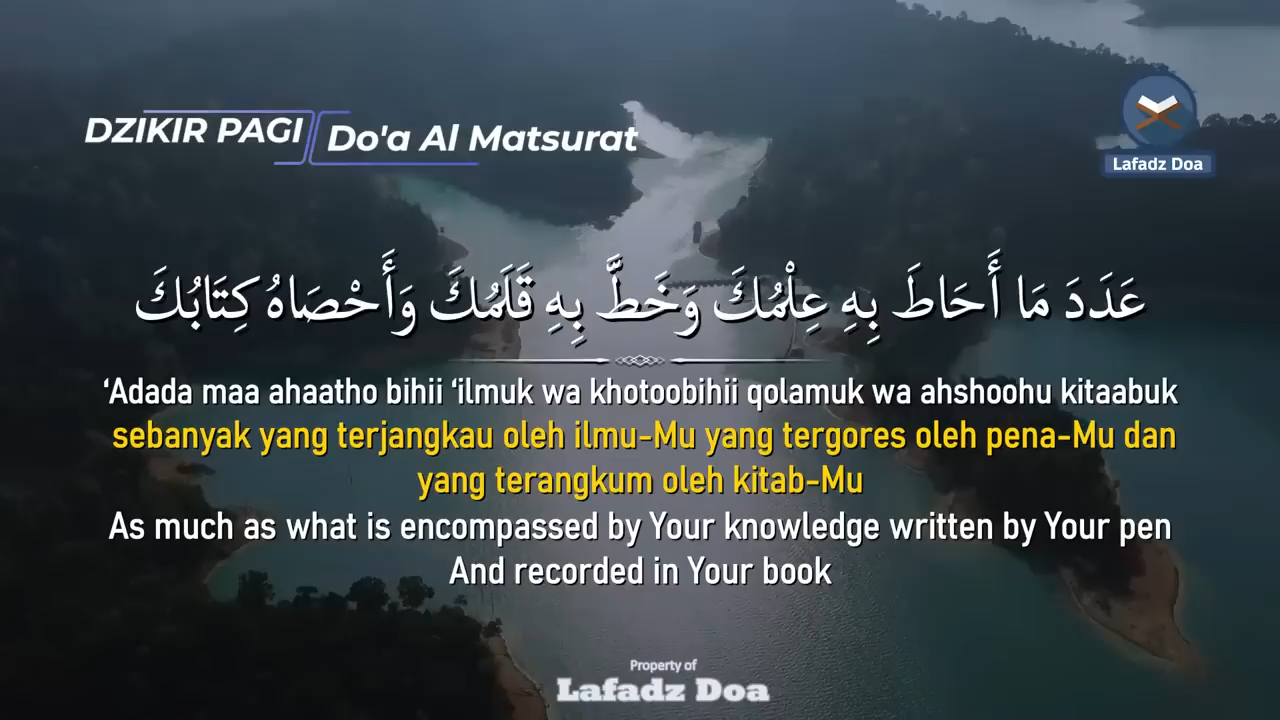 DZIKIR PAGI
Do'a Al Matsurat
Lafadz Doa
عَدَدَ مَا أَحَاطَ بِهِ عِلْمُكَ وَخَطَّ بِهِ قَلَمُكَ وَأَحْصَاهُ كِتَابُكَ
‘Adada maa ahaatho bihii ‘ilmuk wa khotoobihii qolamuk wa ahshoohu kitaabuk
sebanyak yang terjangkau oleh ilmu-Mu yang tergores oleh pena-Mu dan
yang terangkum oleh kitab-Mu
As much as what is encompassed by Your knowledge written by Your pen
And recorded in Your book
Property of
Lafadz Doa